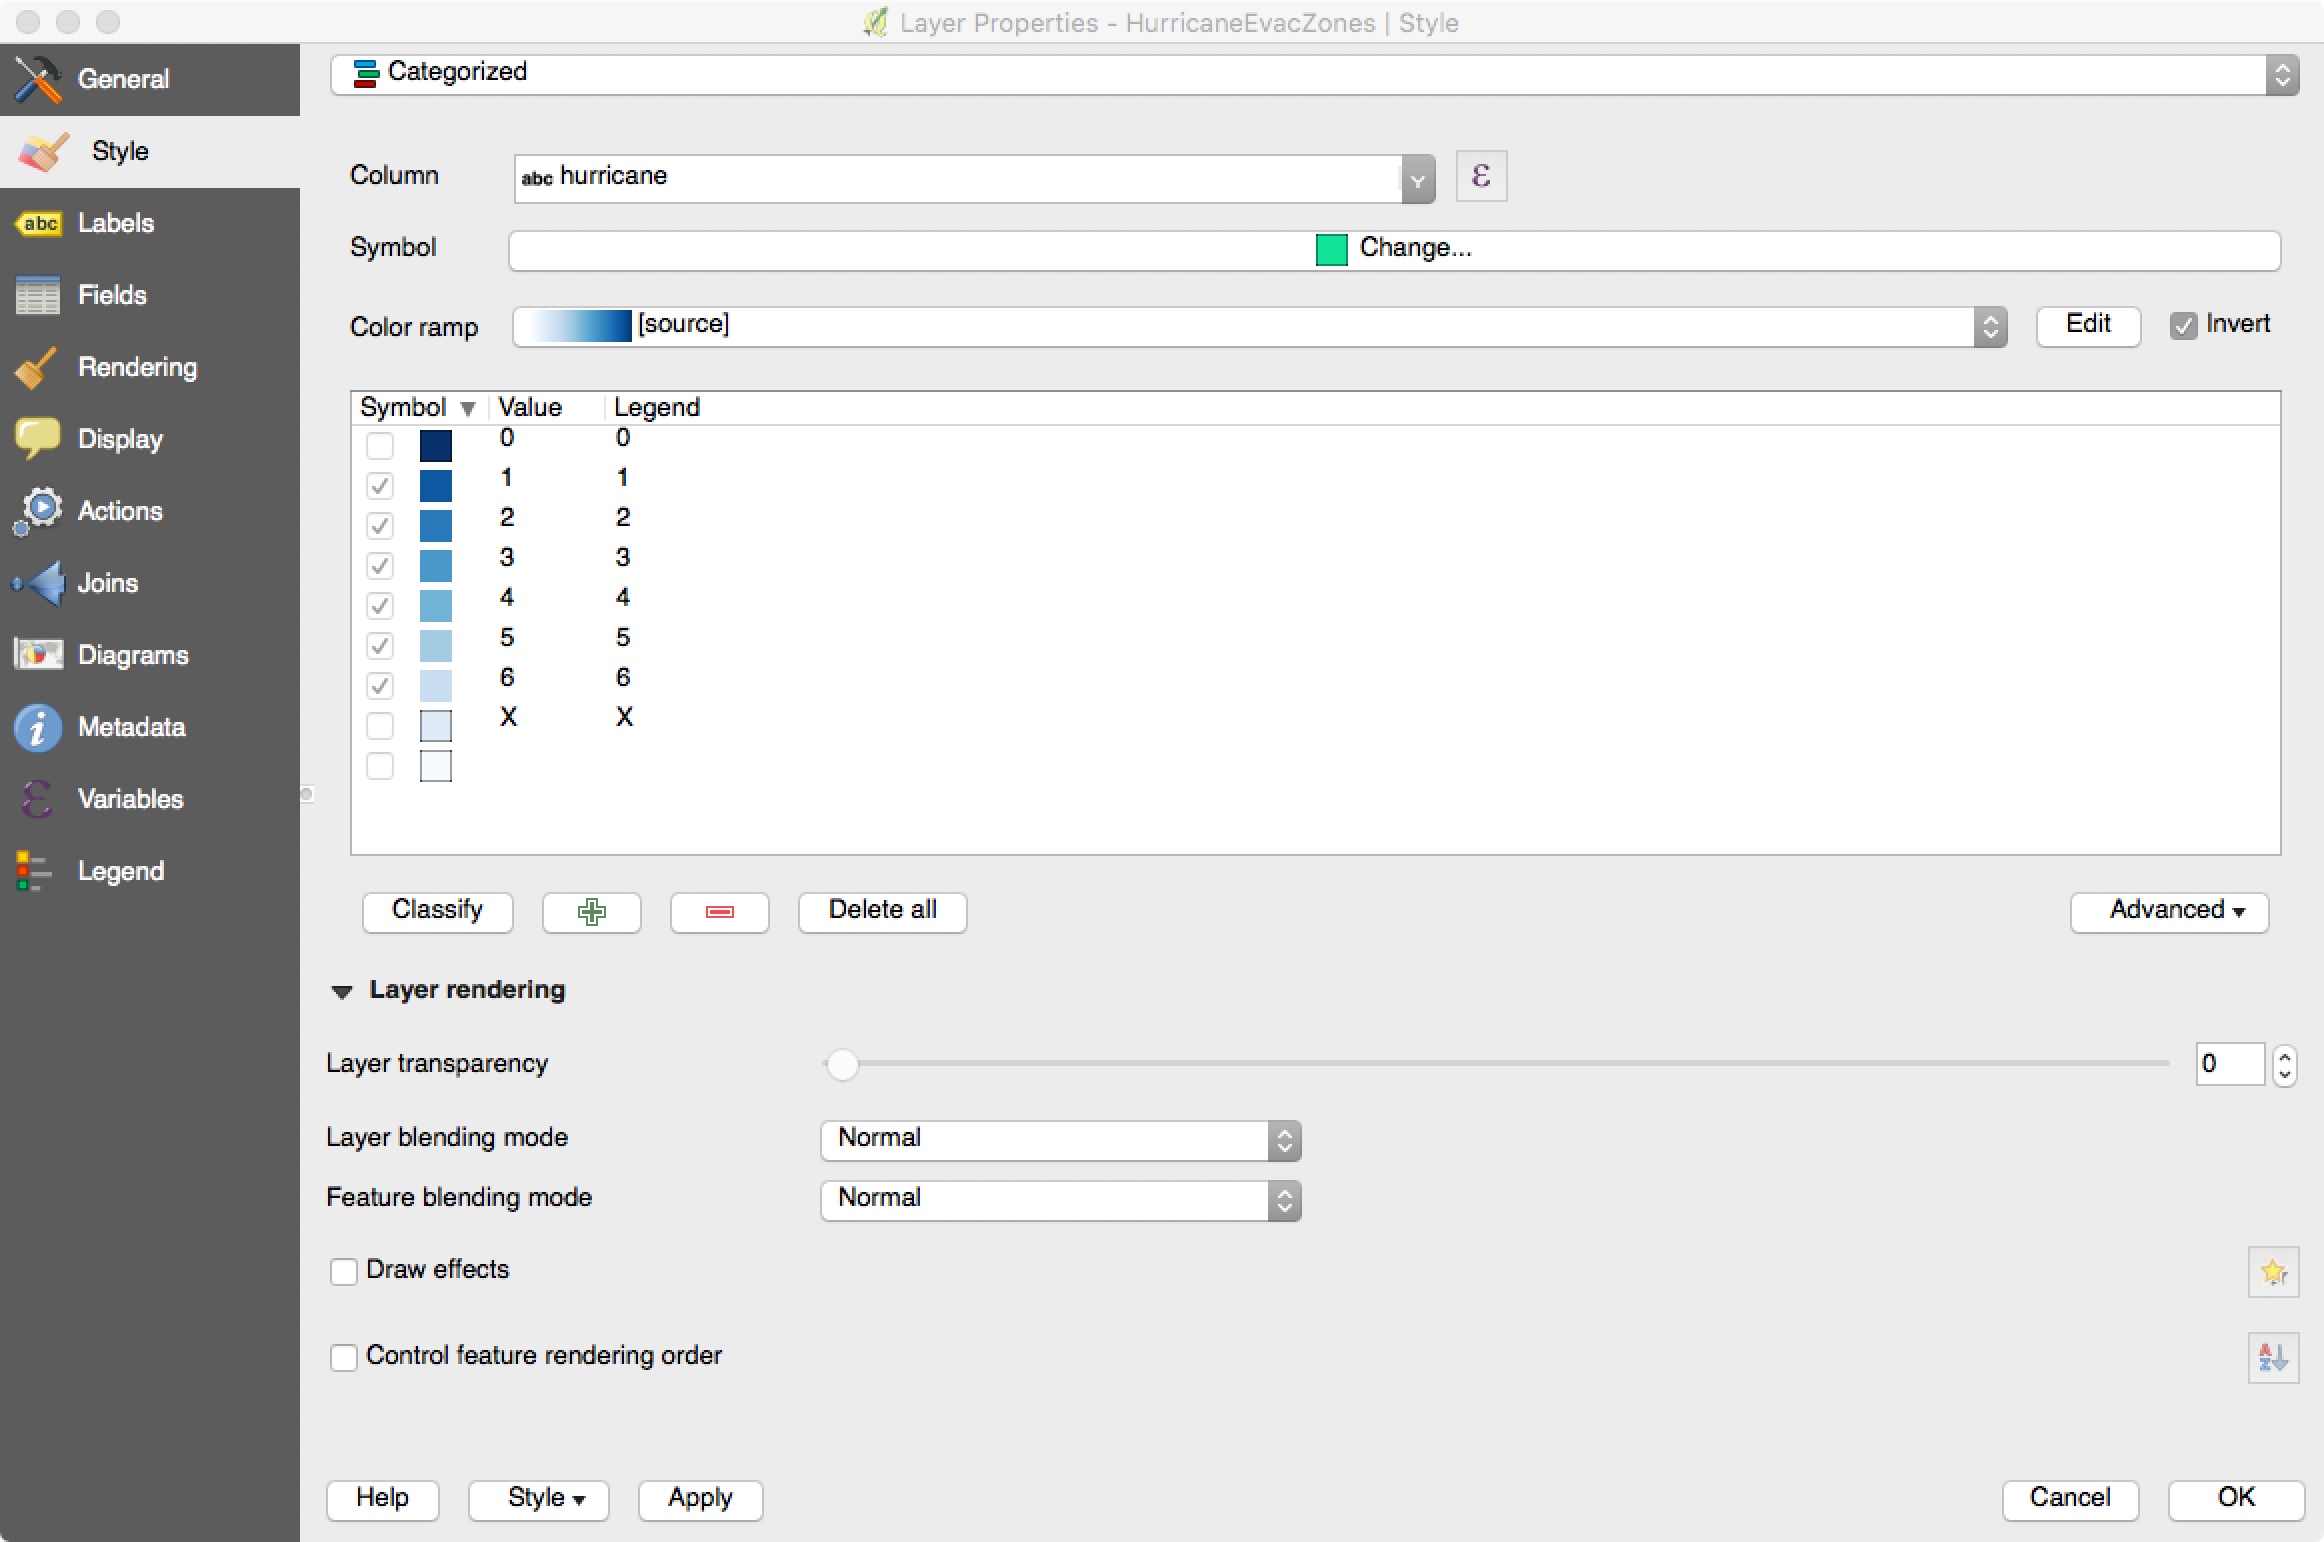 Layer Properties - HurricaneEvacZones | Style
General
Style
Labels
Fields
Rendering
Display
Actions
Joins
Diagrams
Metadata
Variables
Legend
Categorized
Column abc hurricane ε
Symbol Change...
Color ramp [source] Edit Invert
Symbol Value Legend
0 0
1 1
2 2
3 3
4 4
5 5
6 6
X X
Classify Delete all Advanced
Layer rendering
Layer transparency 0
Layer blending mode Normal
Feature blending mode Normal
Draw effects
Control feature rendering order
Help Style Apply Cancel OK